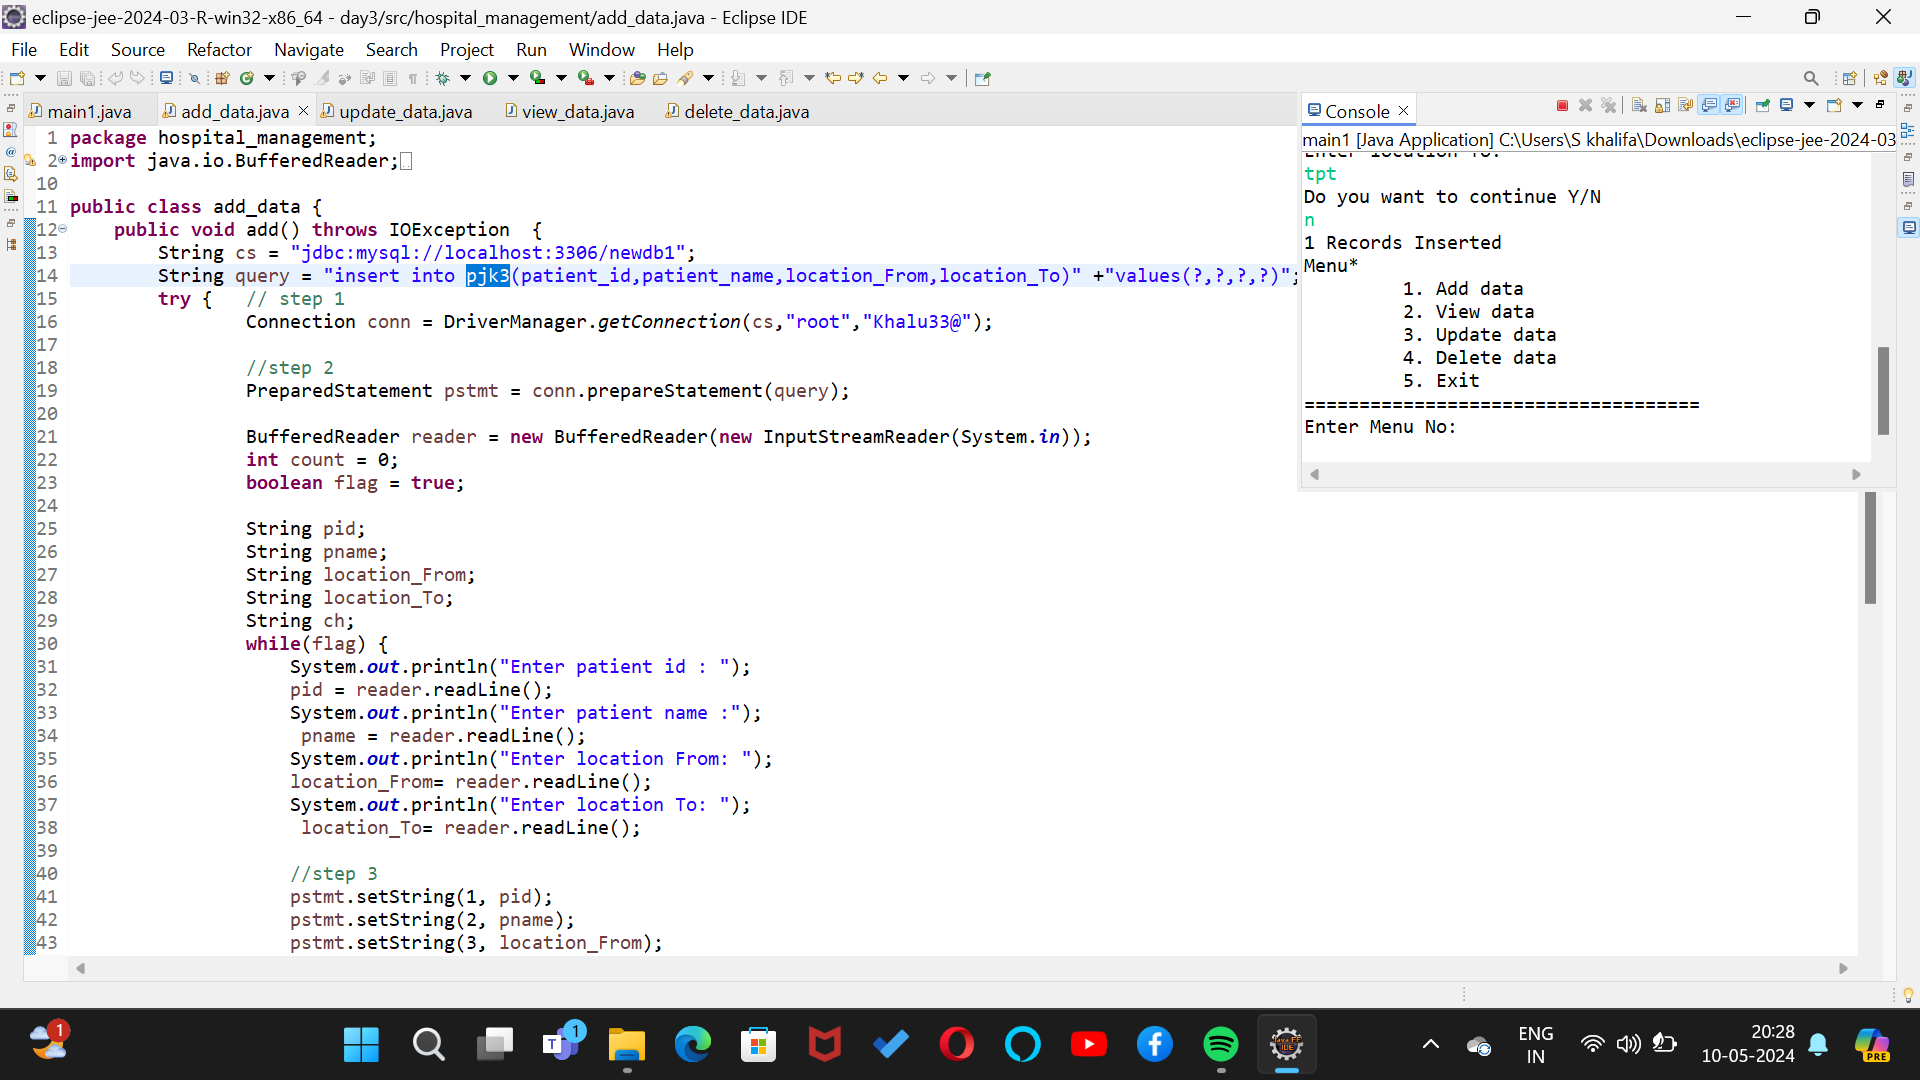 eclipse-jee-2024-03-R-win32-x86_64 - day3/src/hospital_management/add_data.java - Eclipse IDE
File Edit Source Refactor Navigate Search Project Run Window Help
main1.java add_data.java update_data.java view_data.java delete_data.java
1 package hospital_management;
2 import java.io.BufferedReader;
10
11 public class add_data {
12 public void add() throws IOException {
13 String cs = "jdbc:mysql://localhost:3306/newdb1";
14 String query = "insert into pjk3(patient_id,patient_name,location_From,location_To)" +"values(?,?,?,?)";
15 try { // step 1
16 Connection conn = DriverManager.getConnection(cs,"root","Khalu33@");
17
18 //step 2
19 PreparedStatement pstmt = conn.prepareStatement(query);
20
21 BufferedReader reader = new BufferedReader(new InputStreamReader(System.in));
22 int count = 0;
23 boolean flag = true;
24
25 String pid;
26 String pname;
27 String location_From;
28 String location_To;
29 String ch;
30 while(flag) {
31 System.out.println("Enter patient id : ");
32 pid = reader.readLine();
33 System.out.println("Enter patient name :");
34 pname = reader.readLine();
35 System.out.println("Enter location From: ");
36 location_From= reader.readLine();
37 System.out.println("Enter location To: ");
38 location_To= reader.readLine();
39
40 //step 3
41 pstmt.setString(1, pid);
42 pstmt.setString(2, pname);
43 pstmt.setString(3, location_From);
Console
main1 [Java Application] C:\Users\S khalifa\Downloads\eclipse-jee-2024-03
Enter location To:
tpt
Do you want to continue Y/N
n
1 Records Inserted
Menu*
1. Add data
2. View data
3. Update data
4. Delete data
5. Exit
====================================
Enter Menu No:
1
1
ENG
IN
20:28
10-05-2024
PRE